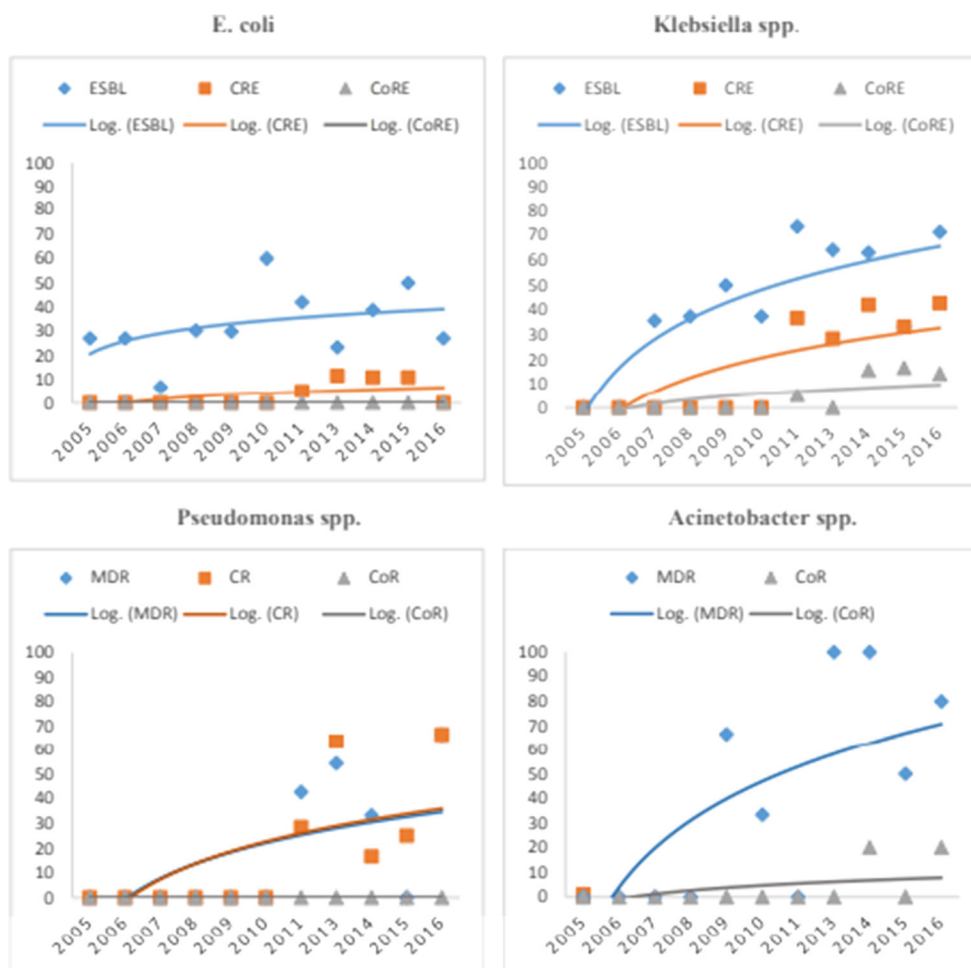 E. coli
ESBL CRE CoRE
Log. (ESBL) Log. (CRE) Log. (CoRE)
100
90
80
70
60
50
40
30
20
10
0
2005 2006 2007 2008 2009 2010 2011 2013 2014 2015 2016
Klebsiella spp.
ESBL CRE CoRE
Log. (ESBL) Log. (CRE) Log. (CoRE)
100
90
80
70
60
50
40
30
20
10
0
2005 2006 2007 2008 2009 2010 2011 2013 2014 2015 2016
Pseudomonas spp.
MDR CR CoR
Log. (MDR) Log. (CR) Log. (CoR)
100
90
80
70
60
50
40
30
20
10
0
2005 2006 2007 2008 2009 2010 2011 2013 2014 2015 2016
Acinetobacter spp.
MDR CoR
Log. (MDR) Log. (CoR)
100
90
80
70
60
50
40
30
20
10
0
2005 2006 2007 2008 2009 2010 2011 2013 2014 2015 2016